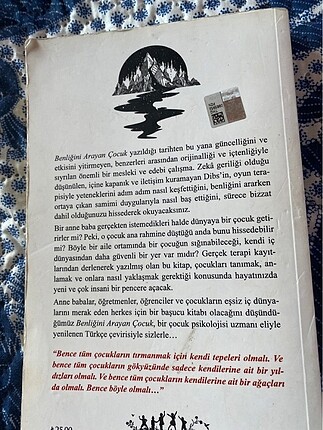 Benliğini Arayan Çocuk yazıldığı tarihten bu yana güncelliğini ve
etkisini yitirmeyen, benzerleri arasından orijinalliği ve içtenliğiyle
sıyrılan önemli bir mesleki ve edebi çalışma. Zekâ geriliği olduğu
düşünülen, içine kapanık ve iletişim kuramayan Dibs’in, oyun tera-
pisiyle yeteneklerini adım adım nasıl keşfettiğini, benliğini ararken
ortaya çıkan samimi duygularıyla nasıl baş ettiğini, sürece bizzat
dahil olduğunuzu hissederek okuyacaksınız.
Bir anne baba gerçekten istemedikleri halde dünyaya bir çocuk geti-
rirler mi? Peki, o çocuk ana rahmine düştüğü anda bunu hissedebilir
mi? Böyle bir aile ortamında bir çocuğun sığınabileceği, kendi iç
dünyasından daha güvenli bir yer var mıdır? Gerçek terapi kayıt-
larından derlenerek yazılmış olan bu kitap, çocukları tanımak, an-
lamak ve onlara nasıl yaklaşmak gerektiği konusunda hayatınızda
yeni ve çok insani bir pencere açacak.
Anne babalar, öğretmenler, öğrenciler ve çocukların eşsiz iç dünya-
larını merak eden herkes için bir başucu kitabı olacağını düşündü-
ğümüz Benliğini Arayan Çocuk, bir çocuk psikolojisi uzmanı eliyle
yenilenen Türkçe çevirisiyle sizlerle…
“Bence tüm çocukların tırmanmak için kendi tepeleri olmalı. Ve
bence tüm çocukların gökyüzünde sadece kendilerine ait bir yıl-
dızları olmalı. Ve bence tüm çocukların kendilerine ait bir ağaçları
da olmalı. Bence böyle olmalı…”
₺25,00